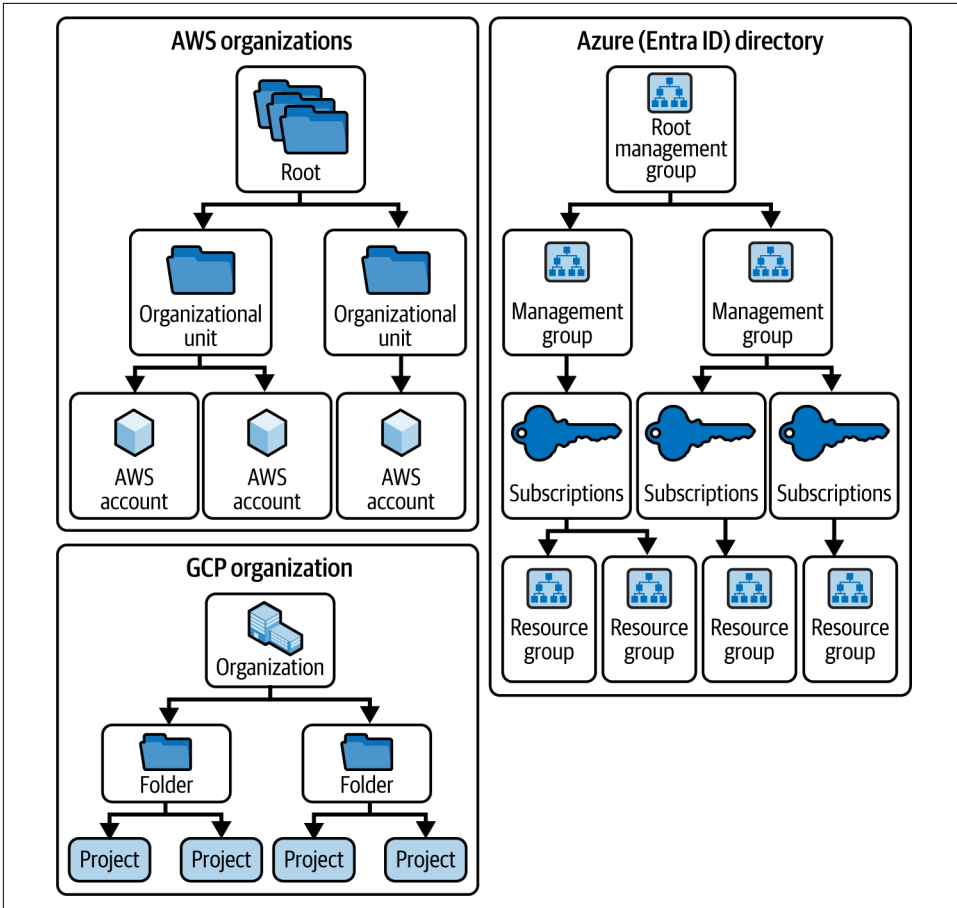 AWS organizations
Root
Organizational
unit
Organizational
unit
AWS
account
AWS
account
AWS
account
GCP organization
Organization
Folder
Folder
Project
Project
Project
Project
Azure (Entra ID) directory
Root
management
group
Management
group
Management
group
Subscriptions
Subscriptions
Subscriptions
Resource
group
Resource
group
Resource
group
Resource
group